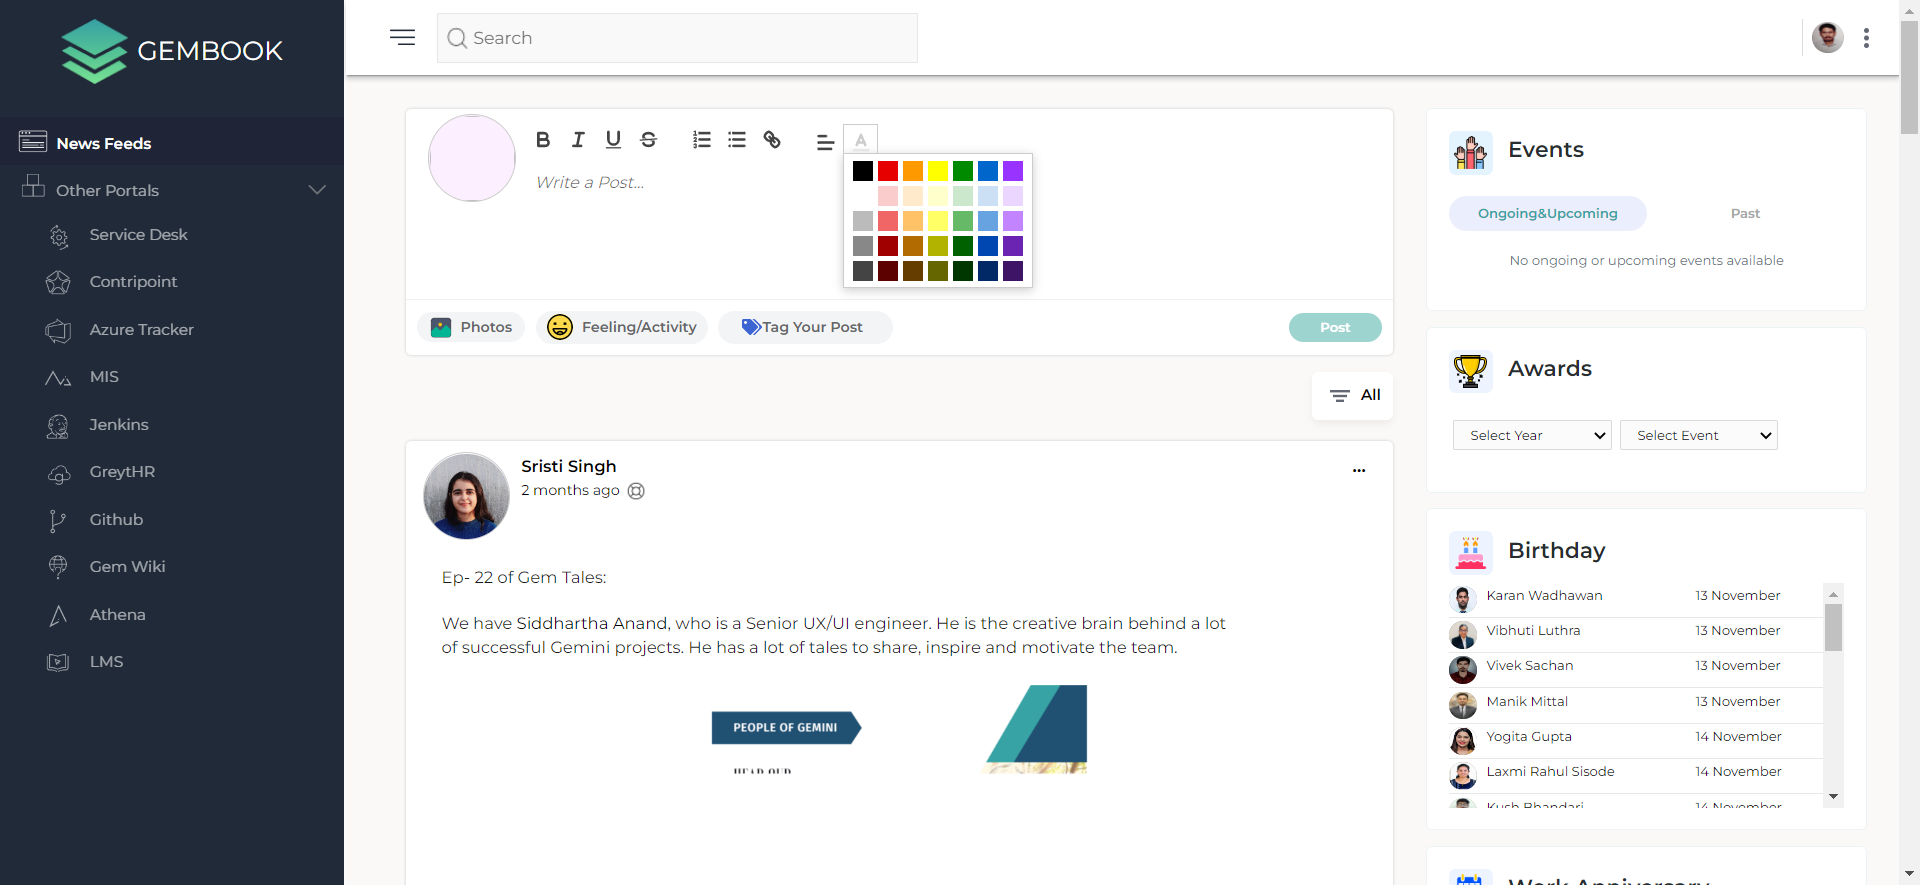 GEMBOOK
Search
News Feeds
Other Portals
Service Desk
Contripoint
Azure Tracker
MIS
Jenkins
GreytHR
Github
Gem Wiki
Athena
LMS
B I U S A
Write a Post...
Photos
Feeling/Activity
Tag Your Post
Post
All
Sristi Singh
2 months ago
Ep- 22 of Gem Tales:
We have Siddhartha Anand, who is a Senior UX/UI engineer. He is the creative brain behind a lot
of successful Gemini projects. He has a lot of tales to share, inspire and motivate the team.
PEOPLE OF GEMINI
HEAR OUR
Events
Ongoing&Upcoming Past
No ongoing or upcoming events available
Awards
Select Year Select Event
Birthday
Karan Wadhawan 13 November
Vibhuti Luthra 13 November
Vivek Sachan 13 November
Manik Mittal 13 November
Yogita Gupta 14 November
Laxmi Rahul Sisode 14 November
Kush Bhandari 14 November
Work Anniversary